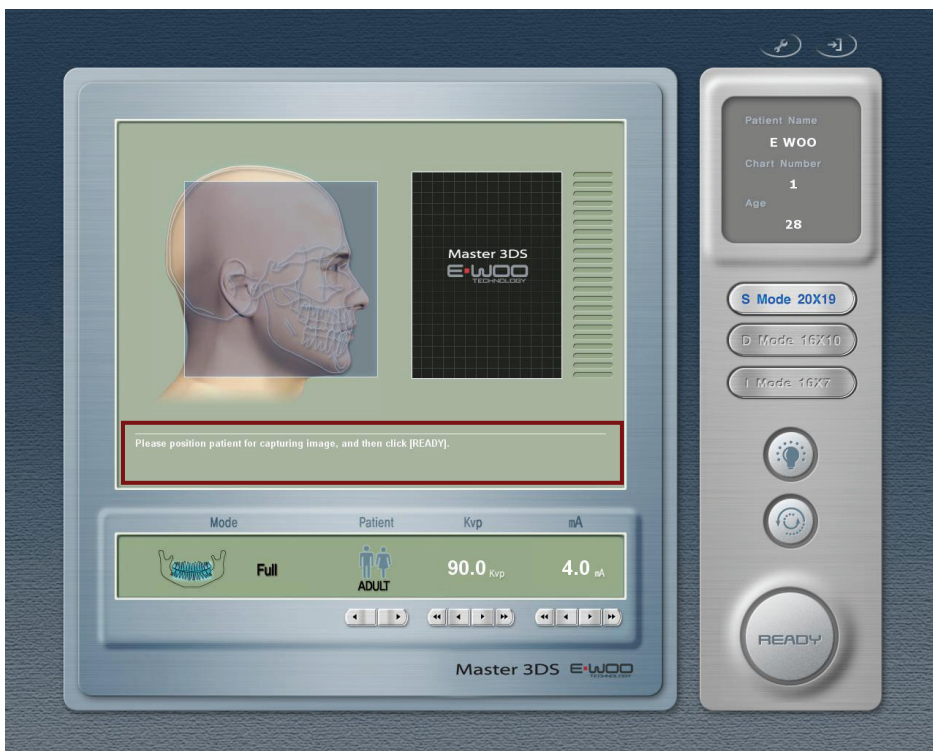 Patient Name
E WOO
Chart Number
1
Age
28
Master 3DS
E•WOO
TECHNOLOGY
S Mode 20X19
D Mode 16X10
I Mode 16X7
Please position patient for capturing image, and then click [READY].
Mode Patient Kvp mA
Full ADULT 90.0 Kvp 4.0 mA
READY
Master 3DS E•WOO
TECHNOLOGY